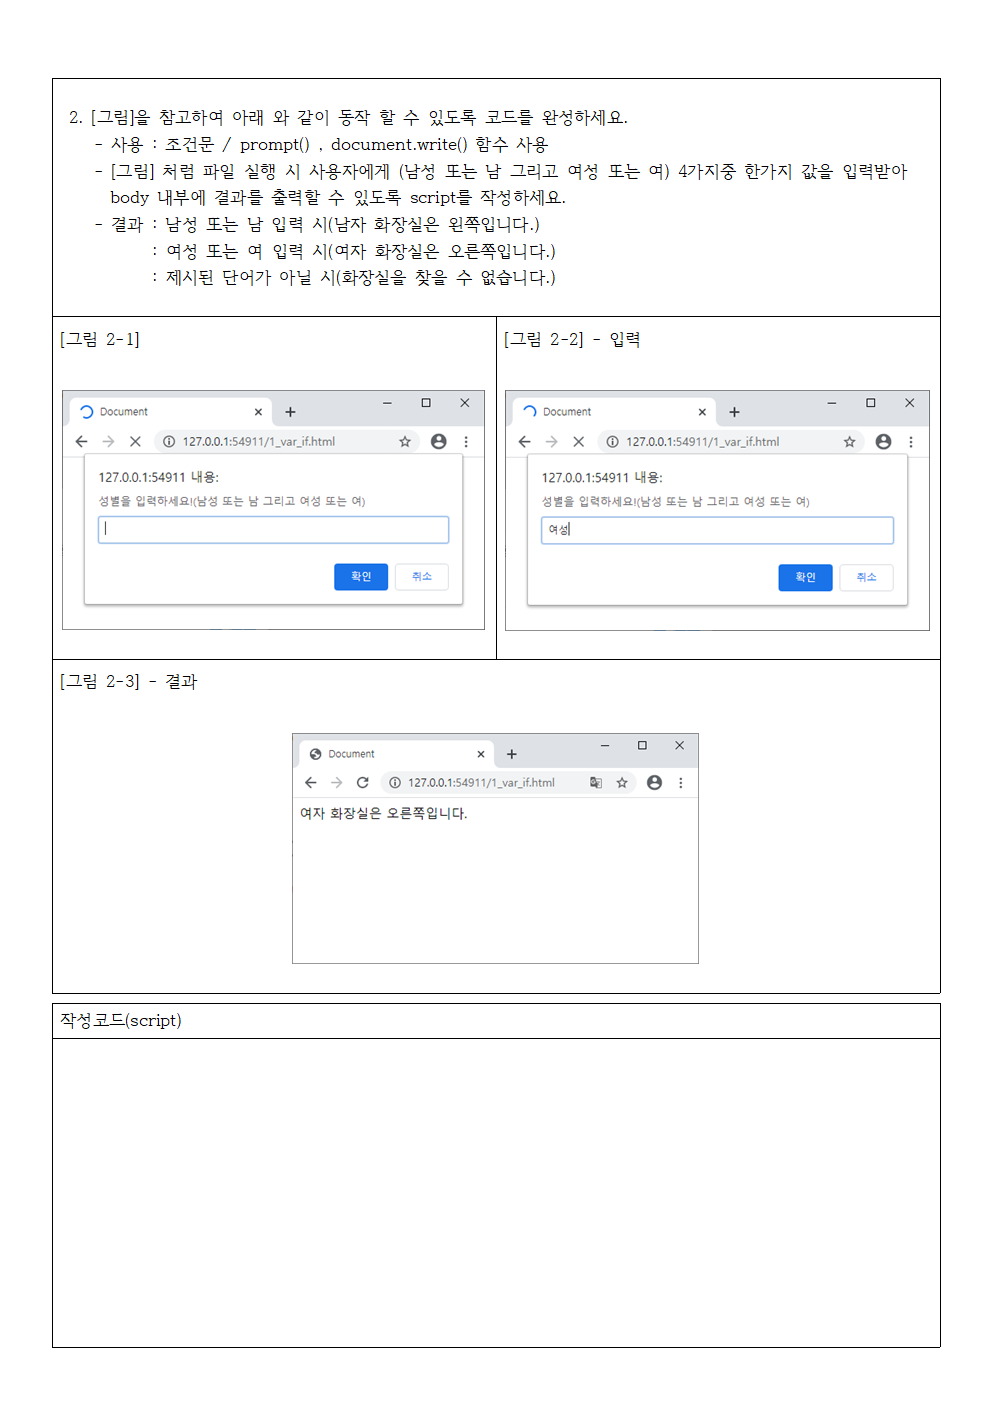 2. [그림]을 참고하여 아래 와 같이 동작 할 수 있도록 코드를 완성하세요.
- 사용 : 조건문 / prompt() , document.write() 함수 사용
- [그림] 처럼 파일 실행 시 사용자에게 (남성 또는 남 그리고 여성 또는 여) 4가지중 한가지 값을 입력받아
body 내부에 결과를 출력할 수 있도록 script를 작성하세요.
- 결과 : 남성 또는 남 입력 시(남자 화장실은 왼쪽입니다.)
: 여성 또는 여 입력 시(여자 화장실은 오른쪽입니다.)
: 제시된 단어가 아닐 시(화장실을 찾을 수 없습니다.)
[그림 2-1]
Document
127.0.0.1:54911/1_var_if.html
127.0.0.1:54911 내용:
성별을 입력하세요!(남성 또는 남 그리고 여성 또는 여)
확인 취소
[그림 2-2] - 입력
Document
127.0.0.1:54911/1_var_if.html
127.0.0.1:54911 내용:
성별을 입력하세요!(남성 또는 남 그리고 여성 또는 여)
여성
확인 취소
[그림 2-3] - 결과
Document
127.0.0.1:54911/1_var_if.html
여자 화장실은 오른쪽입니다.
작성코드(script)